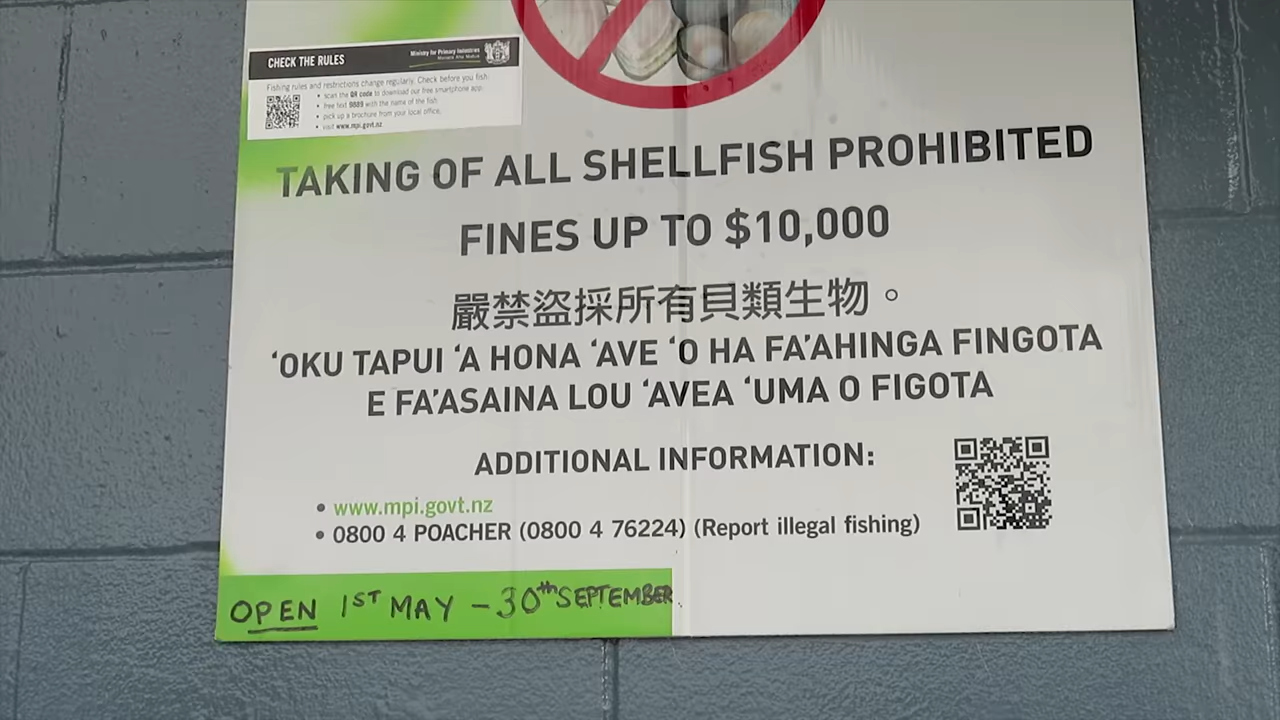 CHECK THE RULES
Ministry for Primary Industries
Manatū Ahu Matua
Fishing rules and restrictions change regularly. Check before you fish:
• scan the QR code to download our free smartphone app.
• free text 9889 with the name of the fish
• pick up a brochure from your local office.
• visit www.mpi.govt.nz
TAKING OF ALL SHELLFISH PROHIBITED
FINES UP TO $10,000
嚴禁盜採所有貝類生物。
‘OKU TAPUI ‘A HONA ‘AVE ‘O HA FA’AHINGA FINGOTA
E FA’ASAINA LOU ‘AVEA ‘UMA O FIGOTA
ADDITIONAL INFORMATION:
• www.mpi.govt.nz
• 0800 4 POACHER (0800 4 76224) (Report illegal fishing)
OPEN 1ST MAY – 30th SEPTEMBER.